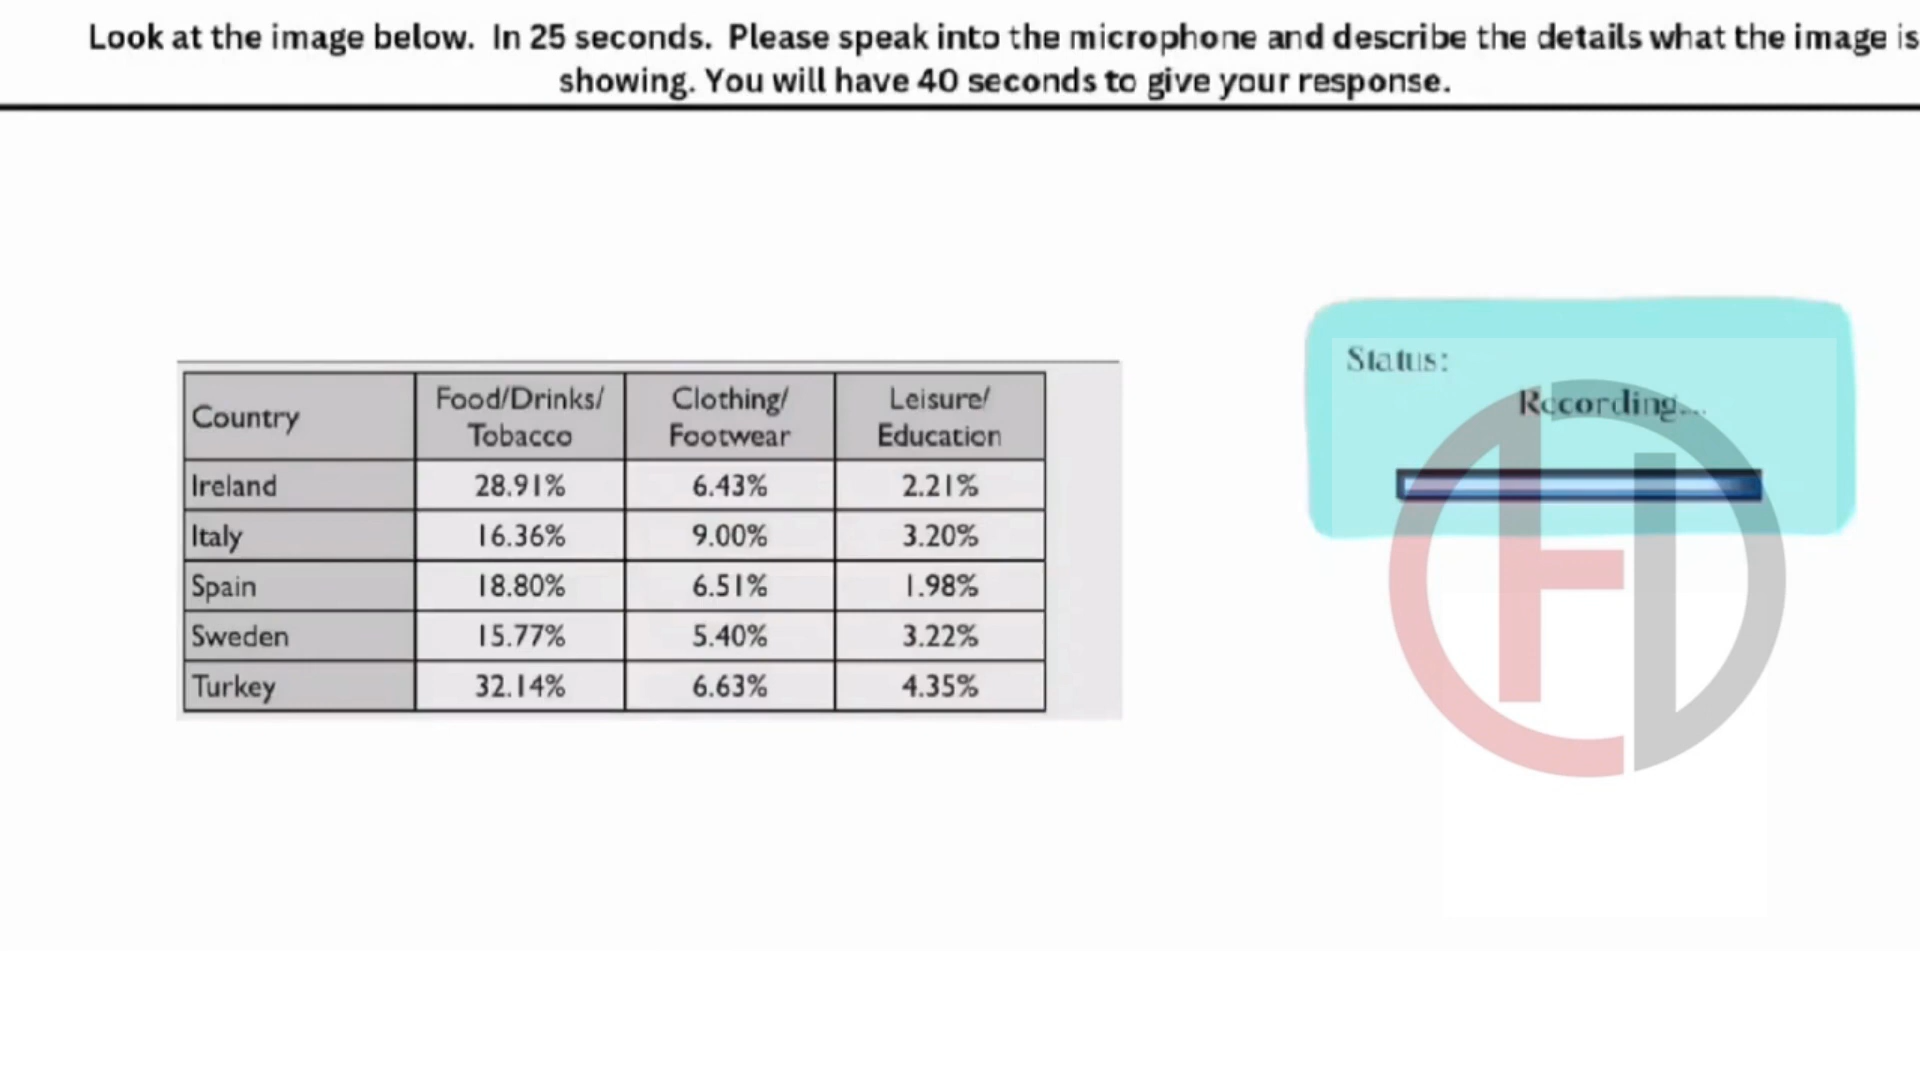 Look at the image below. In 25 seconds. Please speak into the microphone and describe the details what the image is
showing. You will have 40 seconds to give your response.
Country Food/Drinks/ Tobacco Clothing/ Footwear Leisure/ Education
Ireland 28.91% 6.43% 2.21%
Italy 16.36% 9.00% 3.20%
Spain 18.80% 6.51% 1.98%
Sweden 15.77% 5.40% 3.22%
Turkey 32.14% 6.63% 4.35%
Status:
Recording...